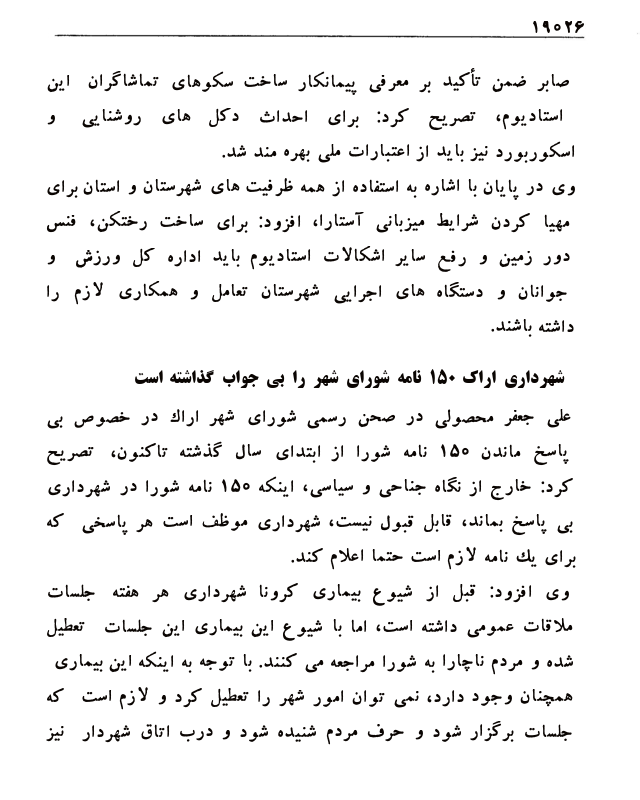 ۱۹۰۲۶
صابر ضمن تأکید بر معرفی پیمانکار ساخت سکوهای تماشاگران این
استادیوم، تصریح کرد: برای احداث دکل های روشنایی و
اسکوربورد نیز باید از اعتبارات ملی بهره مند شد.
وی در پایان با اشاره به استفاده از همه ظرفیت های شهرستان و استان برای
مهیا کردن شرایط میزبانی آستارا، افزود: برای ساخت رختکن، فنس
دور زمین و رفع سایر اشکالات استادیوم باید اداره کل ورزش و
جوانان و دستگاه های اجرایی شهرستان تعامل و همکاری لازم را
داشته باشند.
شهرداری اراک ۱۵۰ نامه شورای شهر را بی جواب گذاشته است
علی جعفر محصولی در صحن رسمی شورای شهر اراك در خصوص بی
پاسخ ماندن ۱۵۰ نامه شورا از ابتدای سال گذشته تاکنون، تصریح
کرد: خارج از نگاه جناحی و سیاسی، اینکه ۱۵۰ نامه شورا در شهرداری
بی پاسخ بماند، قابل قبول نیست، شهرداری موظف است هر پاسخی که
برای یك نامه لازم است حتما اعلام کند.
وی افزود: قبل از شیوع بیماری کرونا شهرداری هر هفته جلسات
ملاقات عمومی داشته است، اما با شیوع این بیماری این جلسات تعطیل
شده و مردم ناچارا به شورا مراجعه می کنند. با توجه به اینکه این بیماری
همچنان وجود دارد، نمی توان امور شهر را تعطیل کرد و لازم است که
جلسات برگزار شود و حرف مردم شنیده شود و درب اتاق شهردار نیز